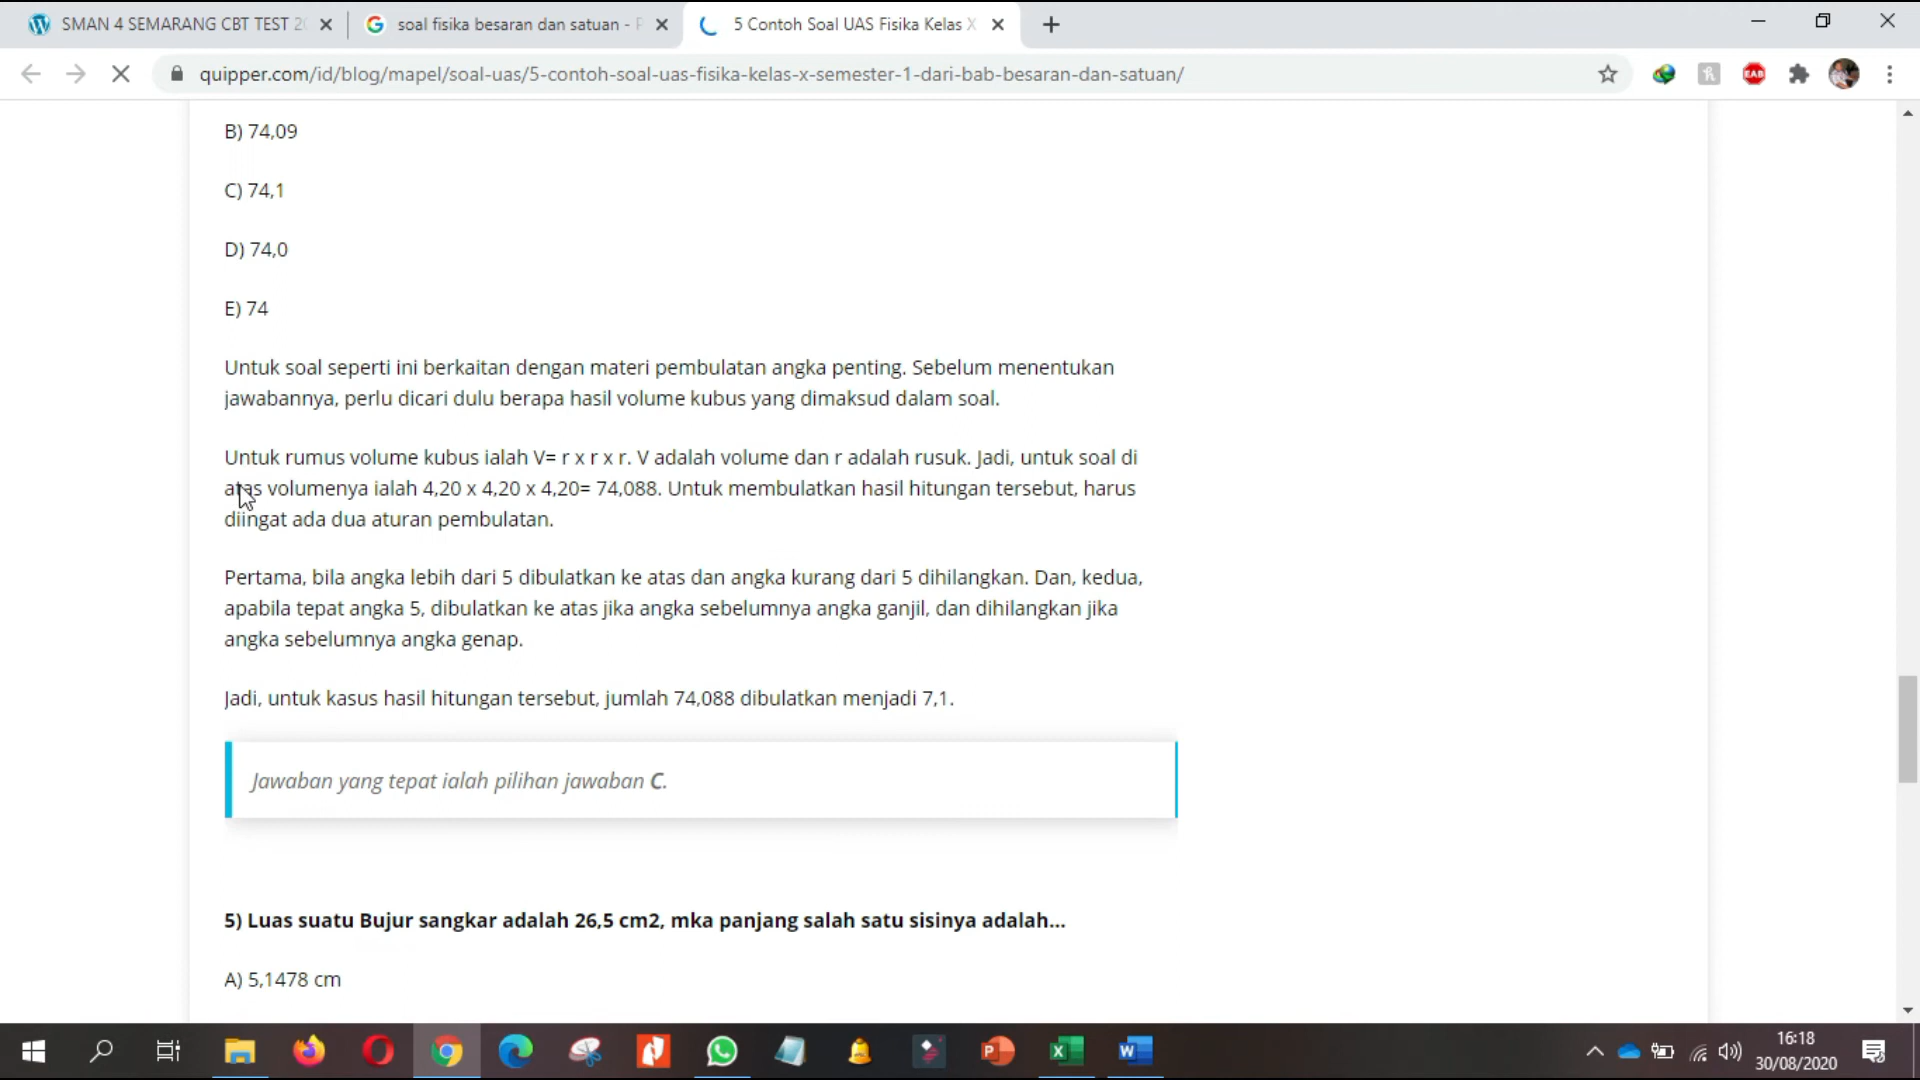 SMAN 4 SEMARANG CBT TEST 20
soal fisika besaran dan satuan - P
5 Contoh Soal UAS Fisika Kelas X
quipper.com/id/blog/mapel/soal-uas/5-contoh-soal-uas-fisika-kelas-x-semester-1-dari-bab-besaran-dan-satuan/
EAB
B) 74,09
C) 74,1
D) 74,0
E) 74
Untuk soal seperti ini berkaitan dengan materi pembulatan angka penting. Sebelum menentukan
jawabannya, perlu dicari dulu berapa hasil volume kubus yang dimaksud dalam soal.
Untuk rumus volume kubus ialah V= r x r x r. V adalah volume dan r adalah rusuk. Jadi, untuk soal di
atas volumenya ialah 4,20 x 4,20 x 4,20= 74,088. Untuk membulatkan hasil hitungan tersebut, harus
diingat ada dua aturan pembulatan.
Pertama, bila angka lebih dari 5 dibulatkan ke atas dan angka kurang dari 5 dihilangkan. Dan, kedua,
apabila tepat angka 5, dibulatkan ke atas jika angka sebelumnya angka ganjil, dan dihilangkan jika
angka sebelumnya angka genap.
Jadi, untuk kasus hasil hitungan tersebut, jumlah 74,088 dibulatkan menjadi 7,1.
Jawaban yang tepat ialah pilihan jawaban C.
5) Luas suatu Bujur sangkar adalah 26,5 cm2, mka panjang salah satu sisinya adalah...
A) 5,1478 cm
16:18
30/08/2020